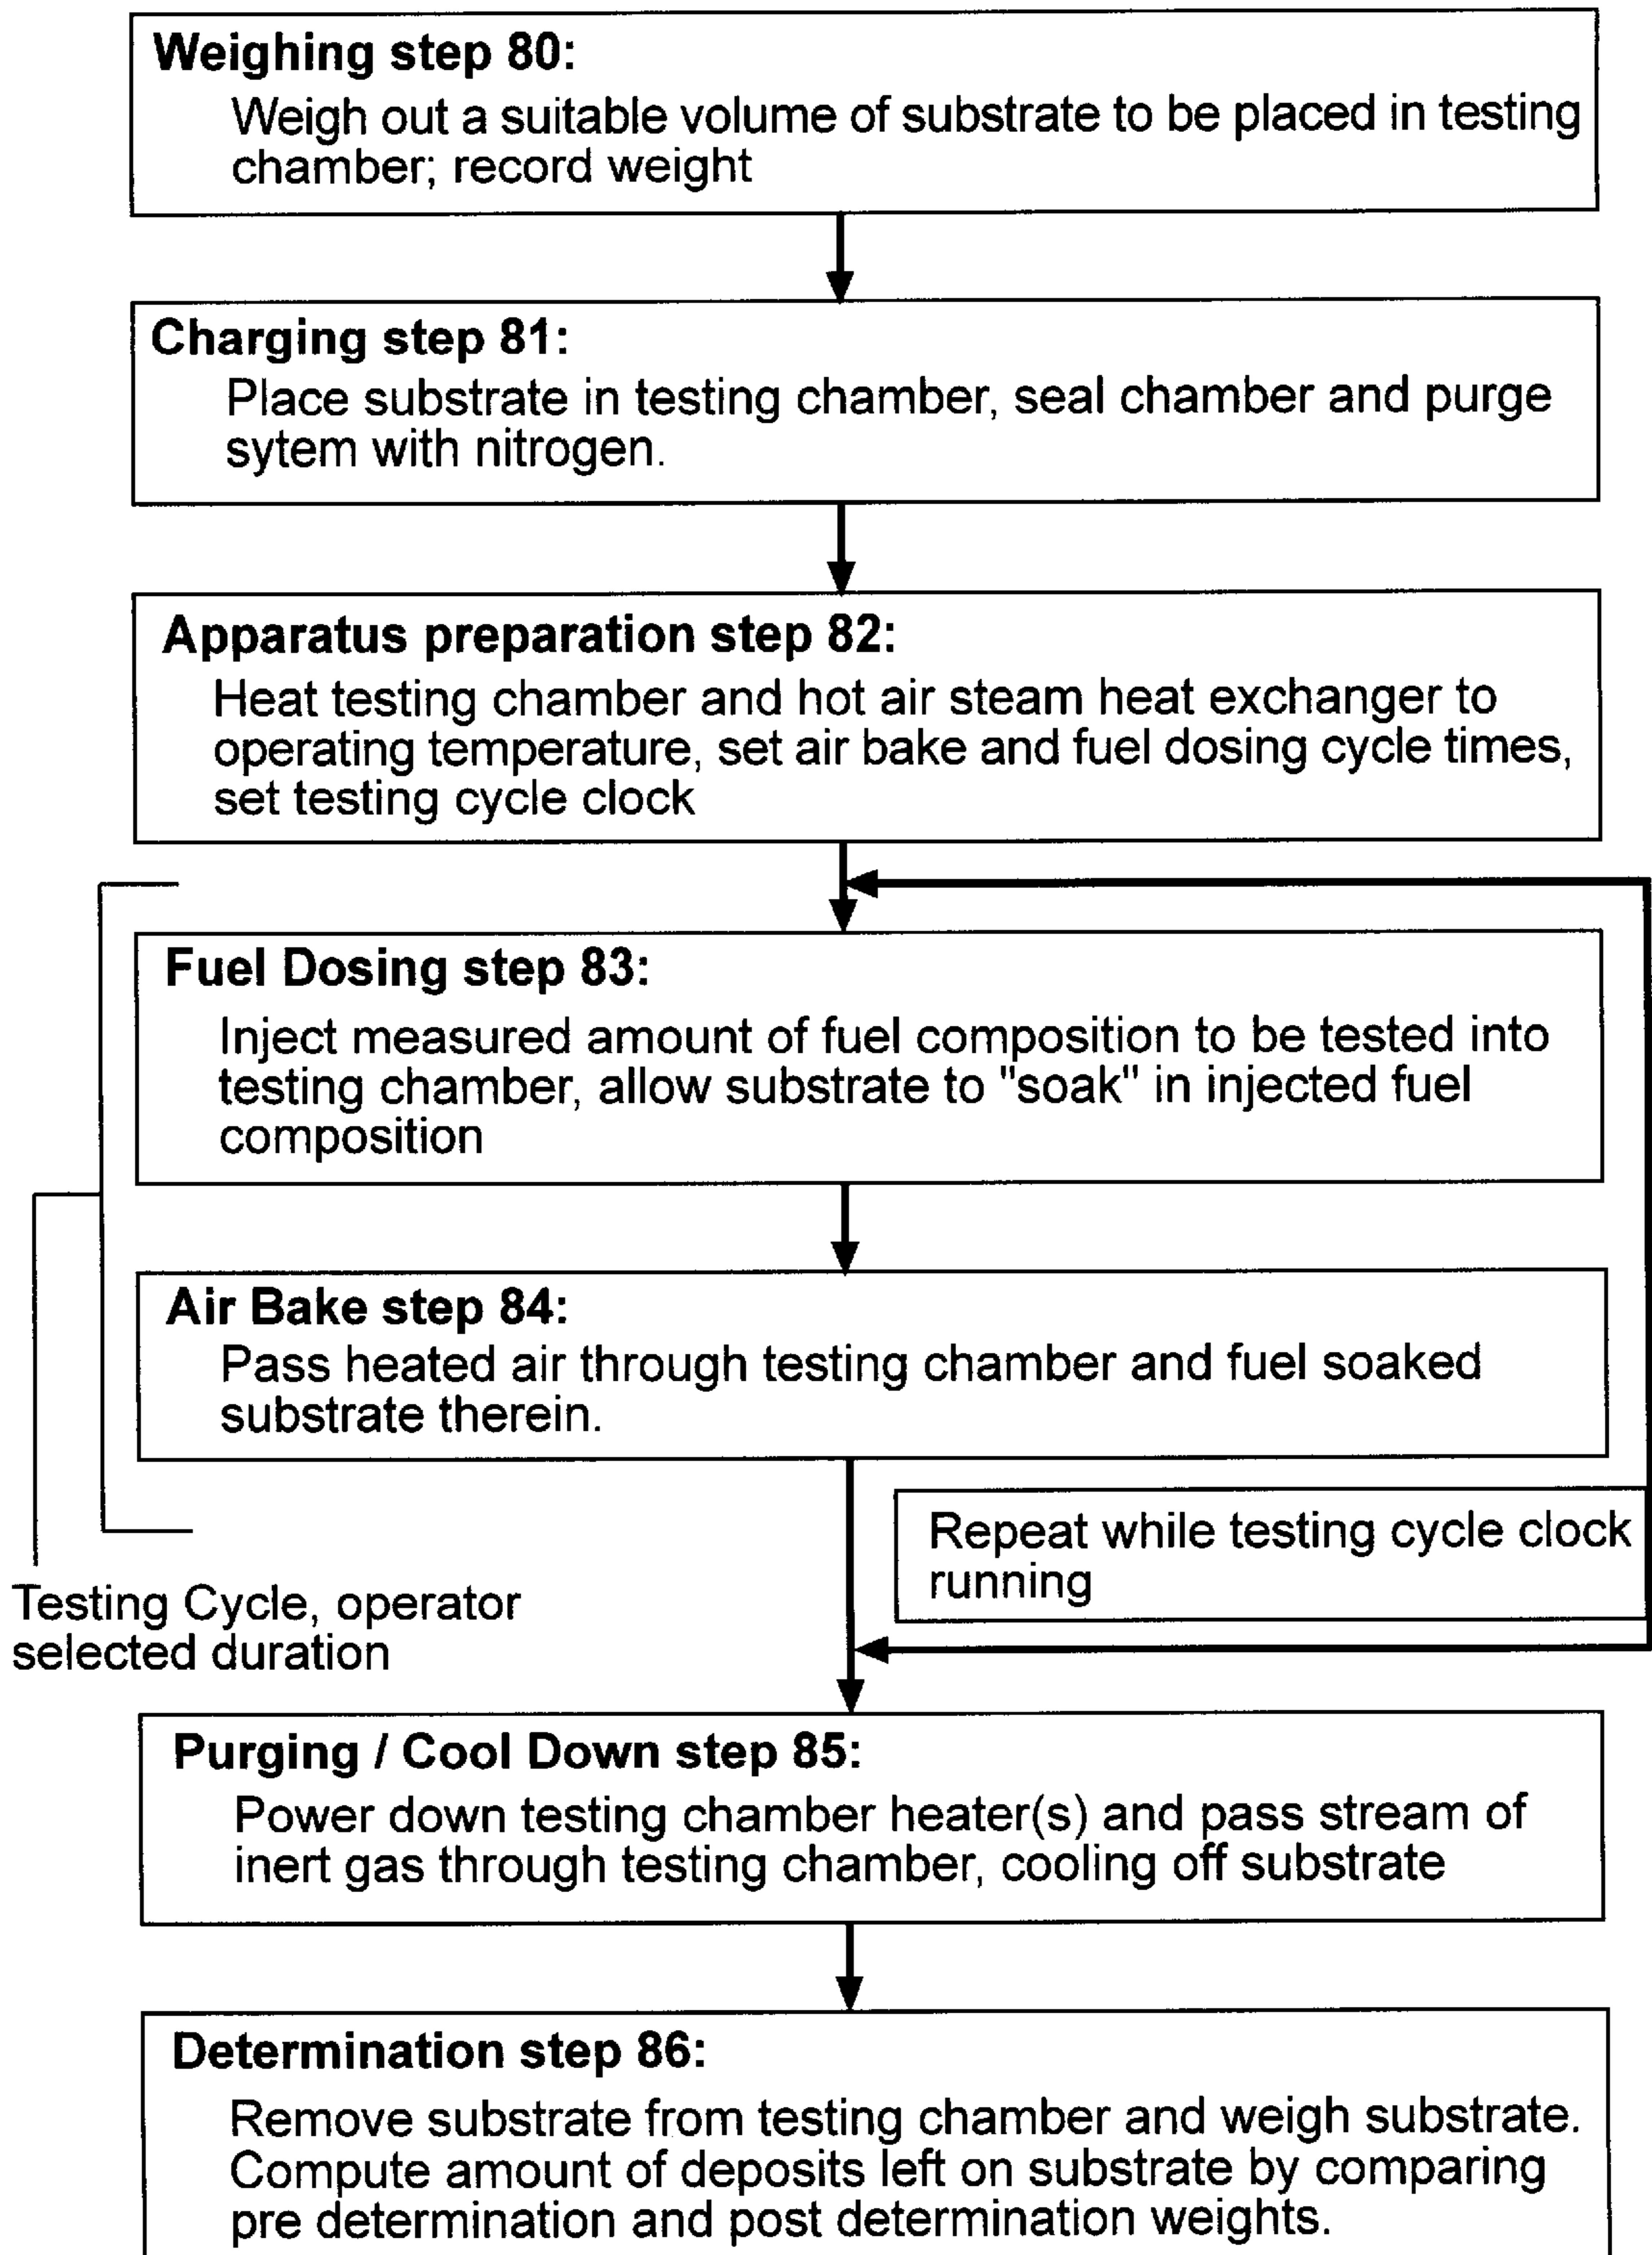 Weighing step 80:
Weigh out a suitable volume of substrate to be placed in testing
chamber; record weight
Charging step 81:
Place substrate in testing chamber, seal chamber and purge
sytem with nitrogen.
Apparatus preparation step 82:
Heat testing chamber and hot air steam heat exchanger to
operating temperature, set air bake and fuel dosing cycle times,
set testing cycle clock
Fuel Dosing step 83:
Inject measured amount of fuel composition to be tested into
testing chamber, allow substrate to "soak" in injected fuel
composition
Air Bake step 84:
Pass heated air through testing chamber and fuel soaked
substrate therein.
Repeat while testing cycle clock
running
Testing Cycle, operator
selected duration
Purging / Cool Down step 85:
Power down testing chamber heater(s) and pass stream of
inert gas through testing chamber, cooling off substrate
Determination step 86:
Remove substrate from testing chamber and weigh substrate.
Compute amount of deposits left on substrate by comparing
pre determination and post determination weights.